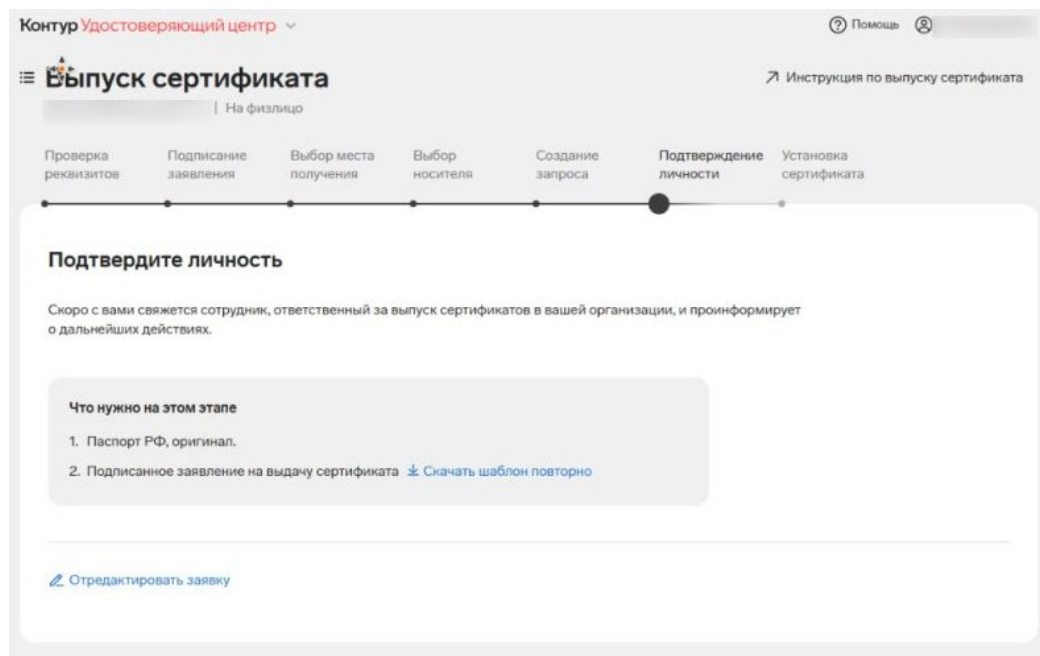 Контур Удостоверяющий центр
Помощь
Выпуск сертификата
Инструкция по выпуску сертификата
| На физлицо
Проверка реквизитов
Подписание заявления
Выбор места получения
Выбор носителя
Создание запроса
Подтверждение личности
Установка сертификата
Подтвердите личность
Скоро с вами свяжется сотрудник, ответственный за выпуск сертификатов в вашей организации, и проинформирует
о дальнейших действиях.
Что нужно на этом этапе
1. Паспорт РФ, оригинал.
2. Подписанное заявление на выдачу сертификата Скачать шаблон повторно
Отредактировать заявку